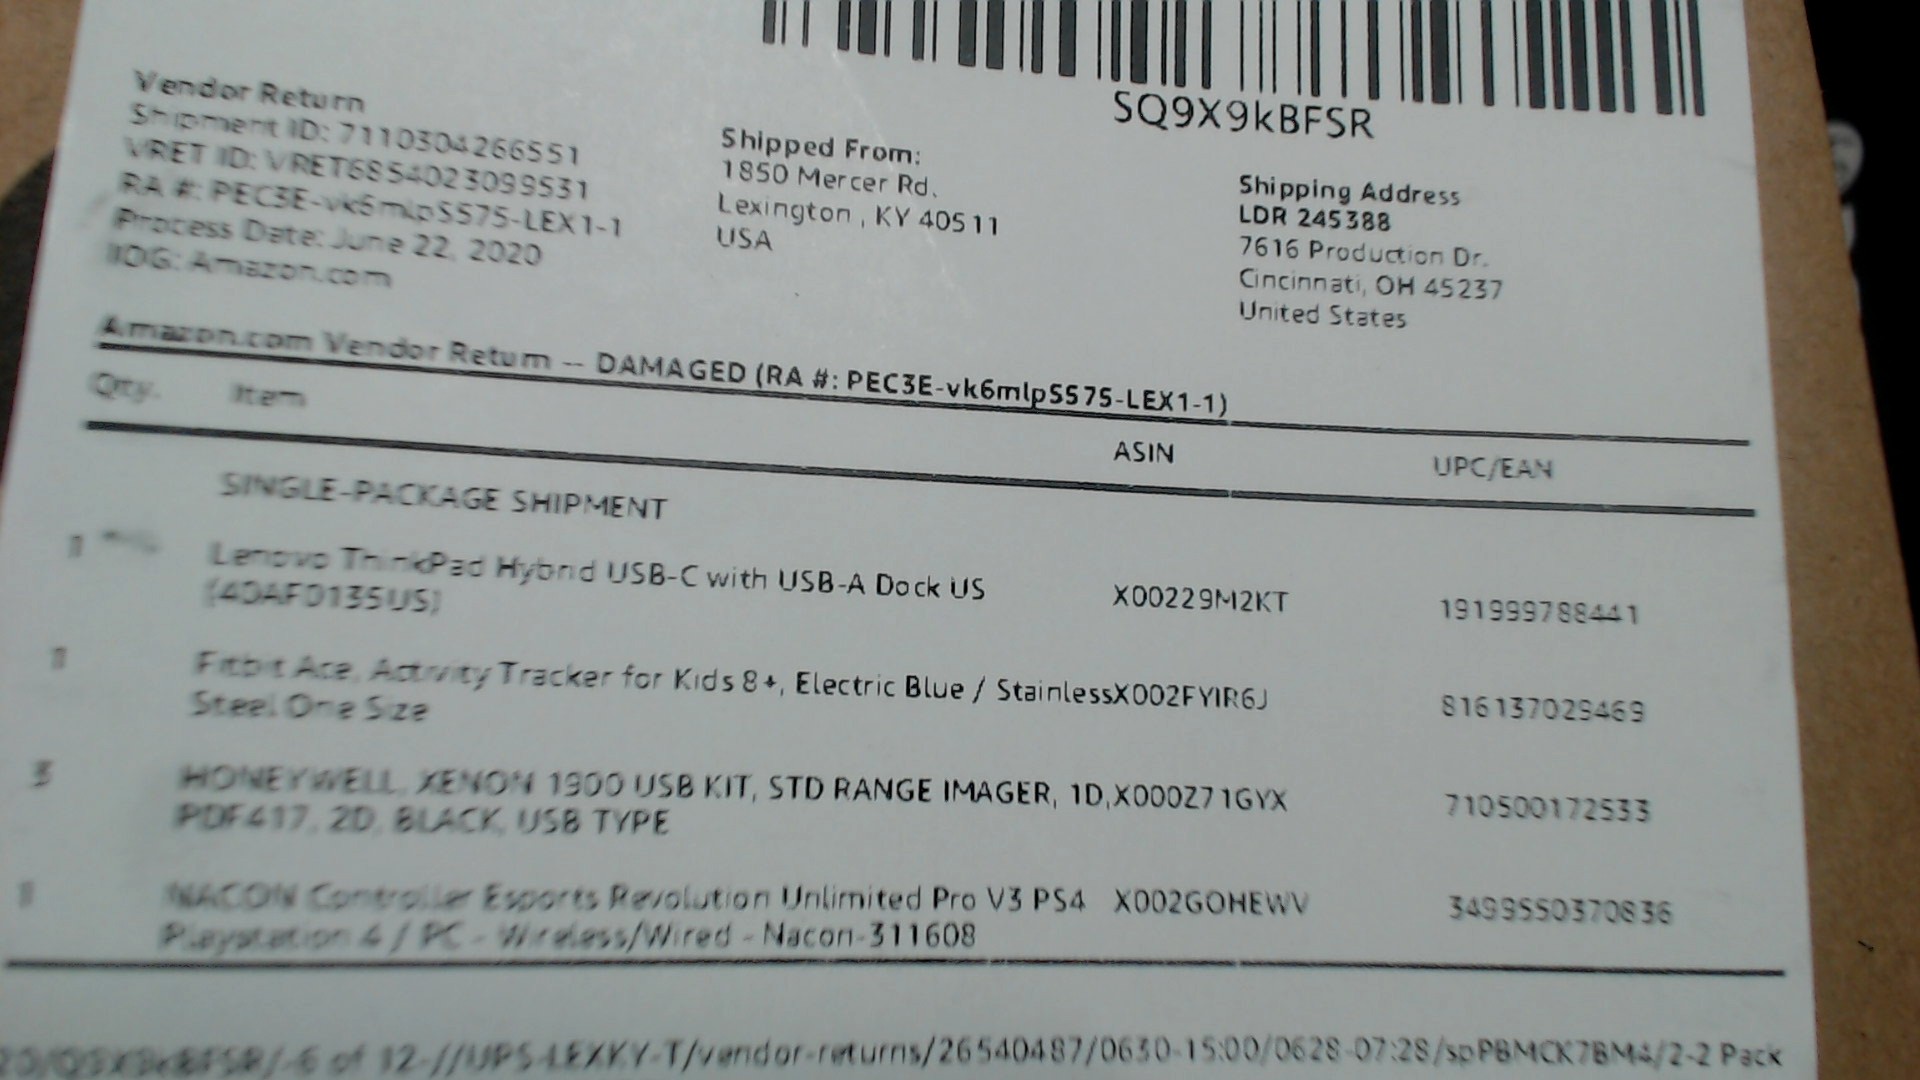 SQ9X9kBFSR
Vendor Return
Shipment ID: 7110304266551
VRET ID: VRET6854023099531
RA #: PEC3E-vk6mlpS575-LEX1-1
Process Date: June 22, 2020
IOG: Amazon.com
Shipped From:
1850 Mercer Rd.
Lexington , KY 40511
USA
Shipping Address
LDR 245388
7616 Production Dr.
Cincinnati, OH 45237
United States
Amazon.com Vendor Return -- DAMAGED (RA #: PEC3E-vk6mlpS575-LEX1-1)
Qty. Item ASIN UPC/EAN
SINGLE-PACKAGE SHIPMENT
1 Lenovo ThinkPad Hybrid USB-C with USB-A Dock US X00229M2KT 191999788441
(40AF0135US)
1 Fitbit Ace, Activity Tracker for Kids 8+, Electric Blue / StainlessX002FYIR6J 816137029469
Steel One Size
3 HONEYWELL, XENON 1900 USB KIT, STD RANGE IMAGER, 1D,X000Z71GYX 710500172533
PDF417, 2D, BLACK, USB TYPE
1 NACON Controller Esports Revolution Unlimited Pro V3 PS4 X002GOHEWV 3499550370836
Playstation 4 / PC - Wireless/Wired - Nacon-311608
-6 of 12-//UPS-LEXKY-T/vendor-returns/26540487/0630-15:00/0628-07:28/spPBMCK7BM4/2-2 Pack